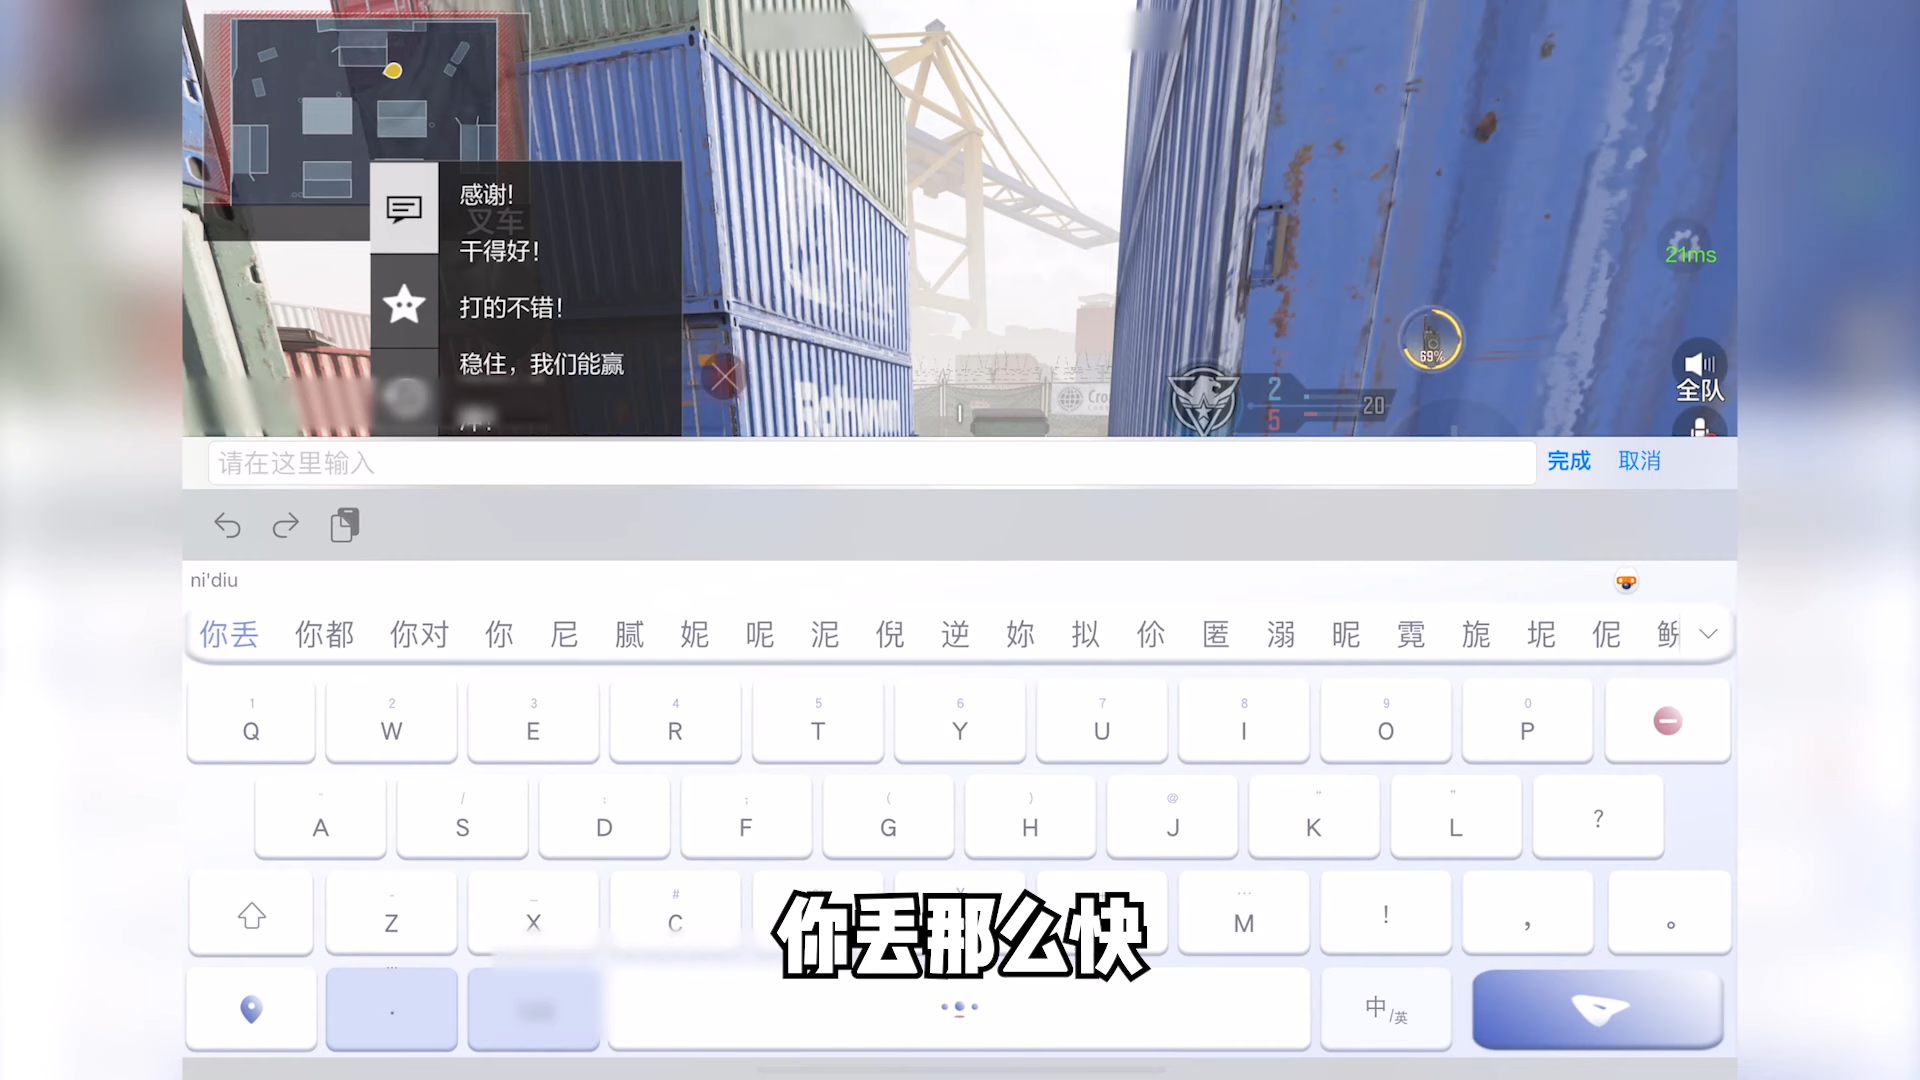 感谢!
叉车
干得好!
打的不错!
稳住，我们能赢
21ms
69%
全队
2
5
20
请在这里输入
完成
取消
ni'diu
你丢 你都 你对 你 尼 腻 妮 呢 泥 倪 逆 妳 拟 伱 匿 溺 昵 霓 旎 坭 伲
1 2 3 4 5 6 7 8 9 0
Q W E R T Y U I O P
/ : ; ( ) @ “ ”
A S D F G H J K L ?
- _ # …
Z X C M ! , 。
你丢那么快
中/英